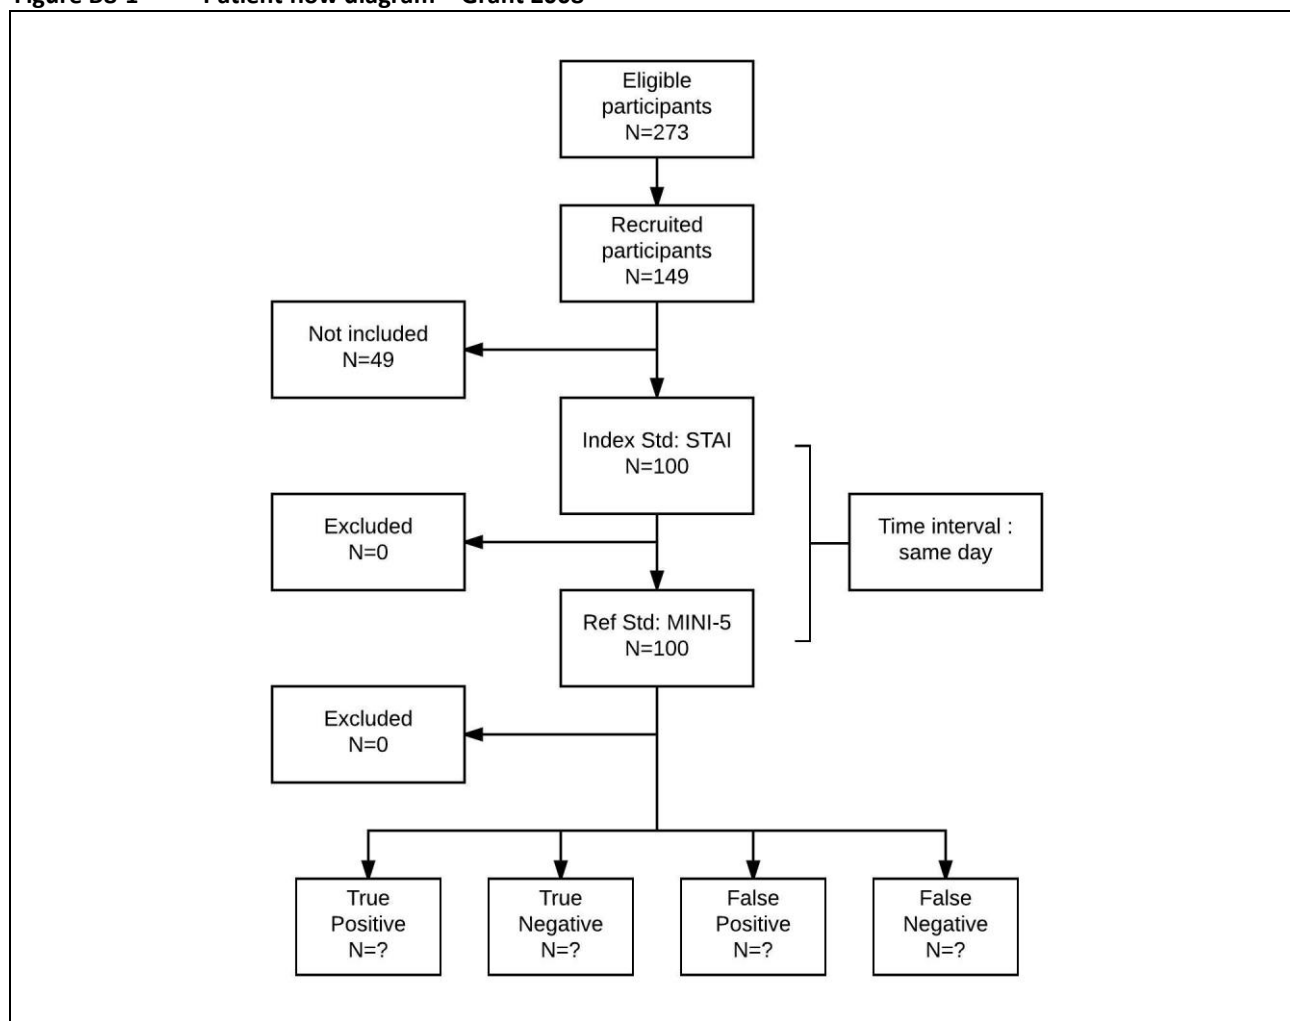 Figure B8-1 Patient flow diagram – Grant 2008
Eligible
participants
N=273
Recruited
participants
N=149
Not included
N=49
Index Std: STAI
N=100
Excluded
N=0
Time interval :
same day
Ref Std: MINI-5
N=100
Excluded
N=0
True
Positive
N=?
True
Negative
N=?
False
Positive
N=?
False
Negative
N=?